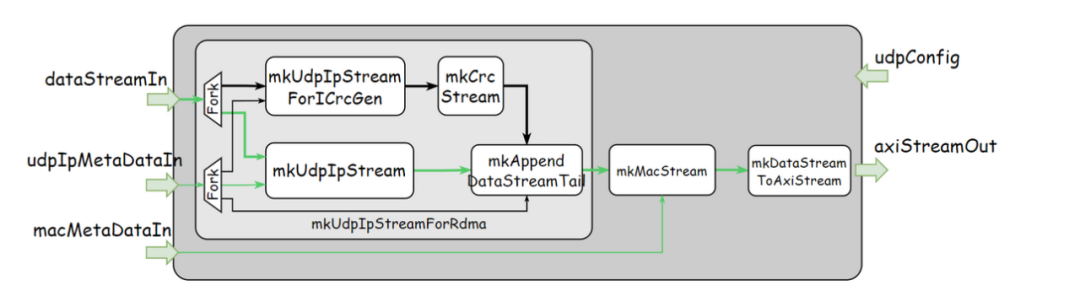 udpConfig
dataStreamIn
Fork
mkUdpIpStream
ForICrcGen
mkCrc
Stream
udpIpMetaDataIn
Fork
mkUdpIpStream
mkAppend
DataStreamTail
mkMacStream
mkDataStream
ToAxiStream
axiStreamOut
mkUdpIpStreamForRdma
macMetaDataIn